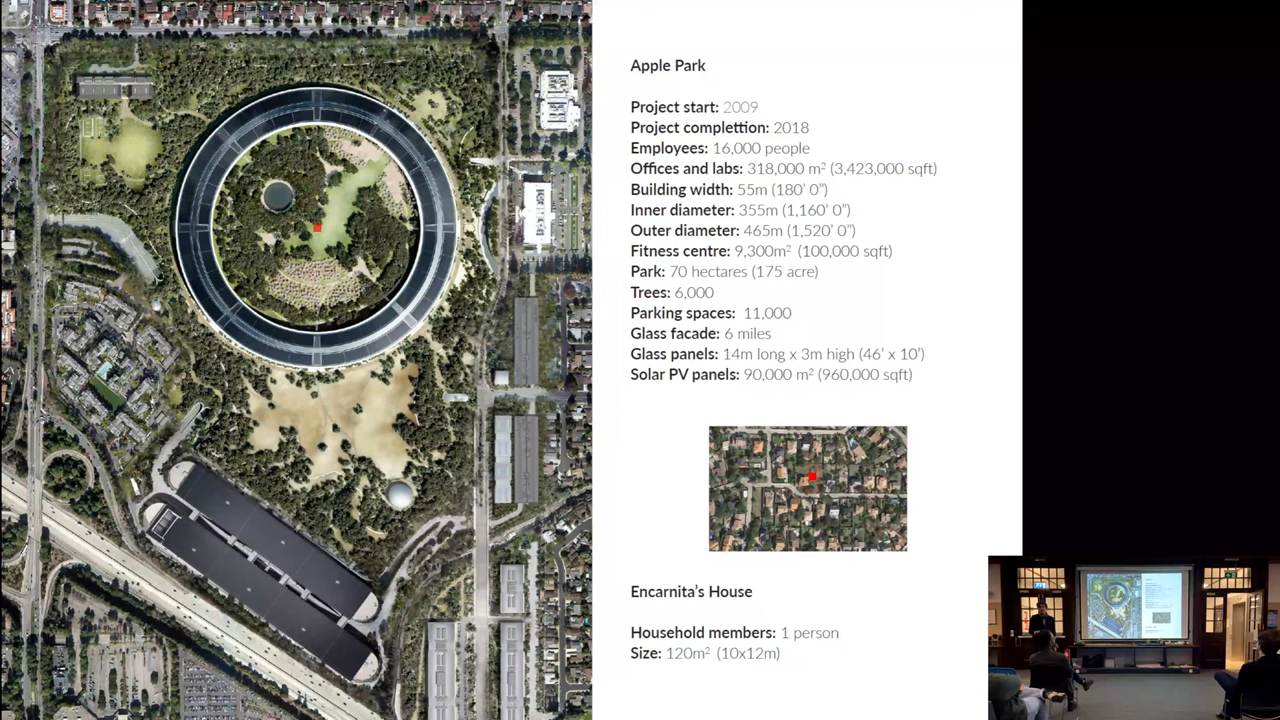 Apple Park
Project start: 2009
Project completion: 2018
Employees: 16,000 people
Offices and labs: 318,000 m² (3,423,000 sqft)
Building width: 55m (180' 0”)
Inner diameter: 355m (1,160' 0”)
Outer diameter: 465m (1,520' 0”)
Fitness centre: 9,300m² (100,000 sqft)
Park: 70 hectares (175 acre)
Trees: 6,000
Parking spaces: 11,000
Glass facade: 6 miles
Glass panels: 14m long x 3m high (46' x 10')
Solar PV panels: 90,000 m² (960,000 sqft)
Encarnita's House
Household members: 1 person
Size: 120m² (10x12m)